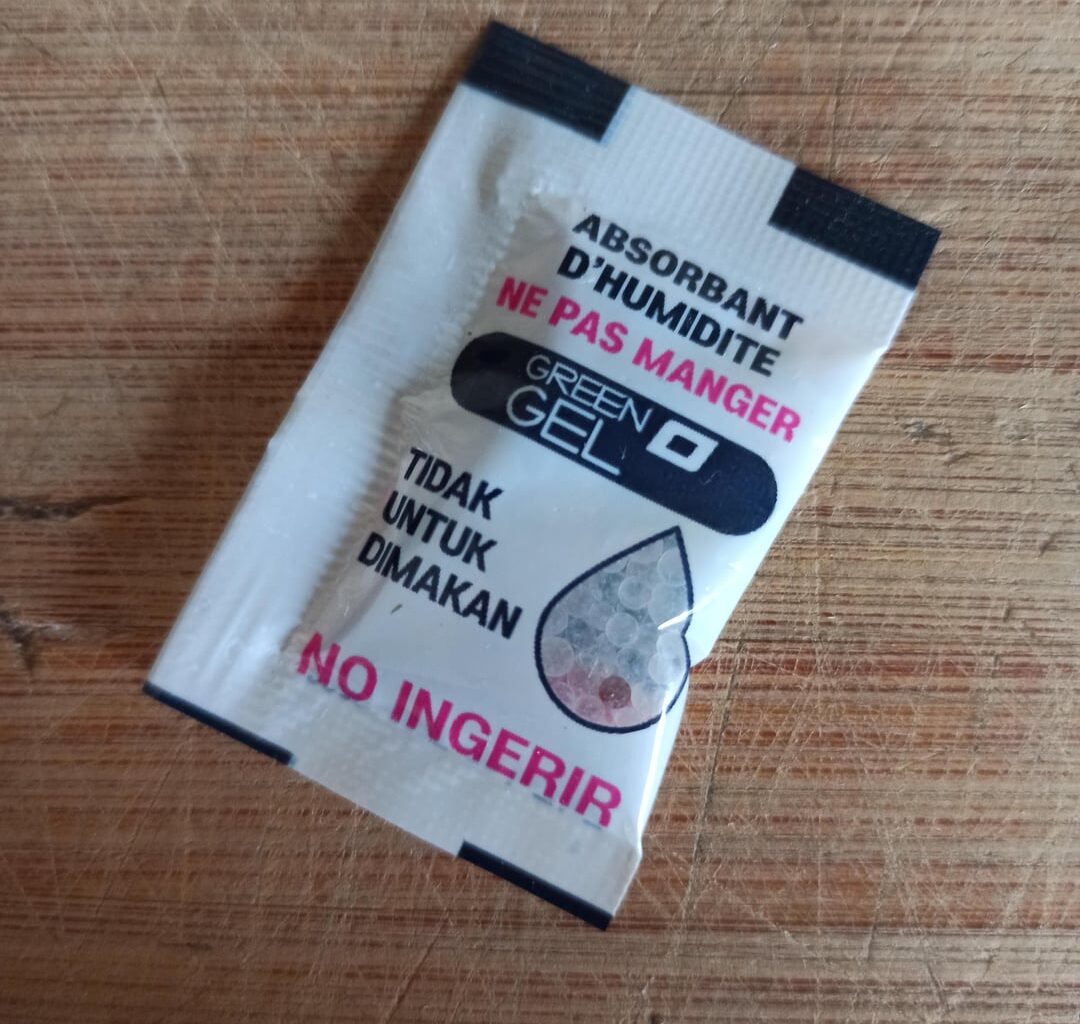 ABSORBANT
D'HUMIDITE
NE PAS MANGER
GREEN
GEL
TIDAK
UNTUK
DIMAKAN
NO INGERIR